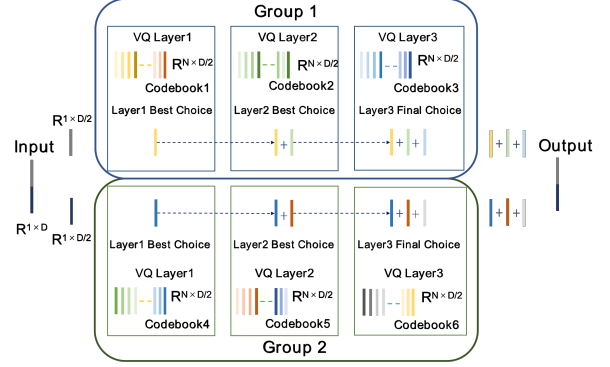 Group 1
VQ Layer1
VQ Layer2
VQ Layer3
R^{N × D/2}
R^{N × D/2}
R^{N × D/2}
Codebook1
Codebook2
Codebook3
R^{1 × D/2}
Layer1 Best Choice
Layer2 Best Choice
Layer3 Final Choice
Input
+
+ +
+ +
Output
R^{1 × D}
R^{1 × D/2}
+
+ +
+ +
Layer1 Best Choice
Layer2 Best Choice
Layer3 Final Choice
VQ Layer1
VQ Layer2
VQ Layer3
R^{N × D/2}
R^{N × D/2}
R^{N × D/2}
Codebook4
Codebook5
Codebook6
Group 2